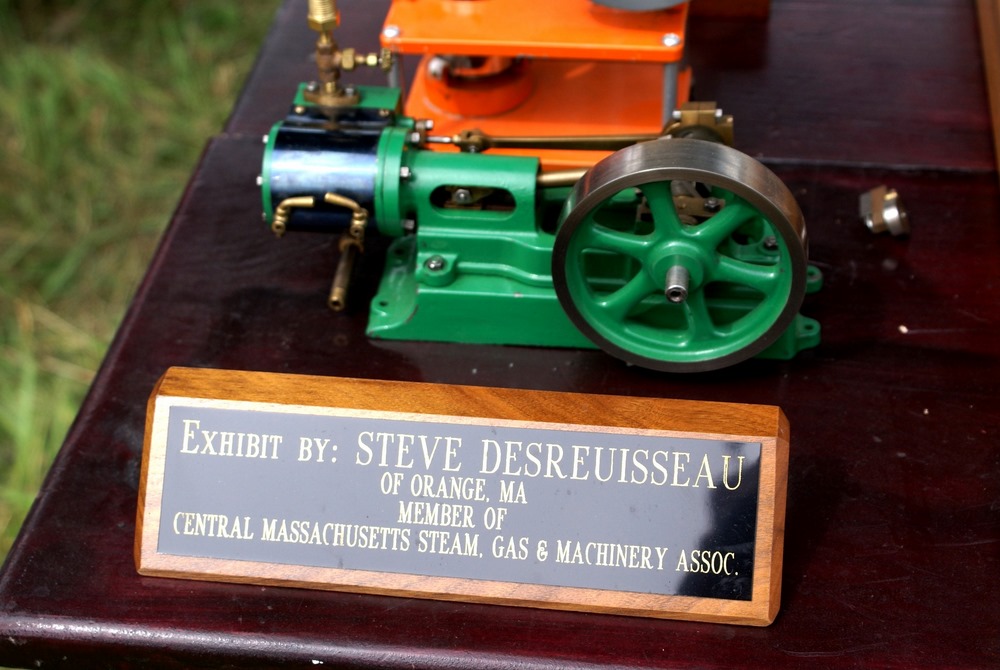 EXHIBIT BY: STEVE DESREUISSEAU
OF ORANGE, MA
MEMBER OF
CENTRAL MASSACHUSETTS STEAM, GAS & MACHINERY ASSOC.